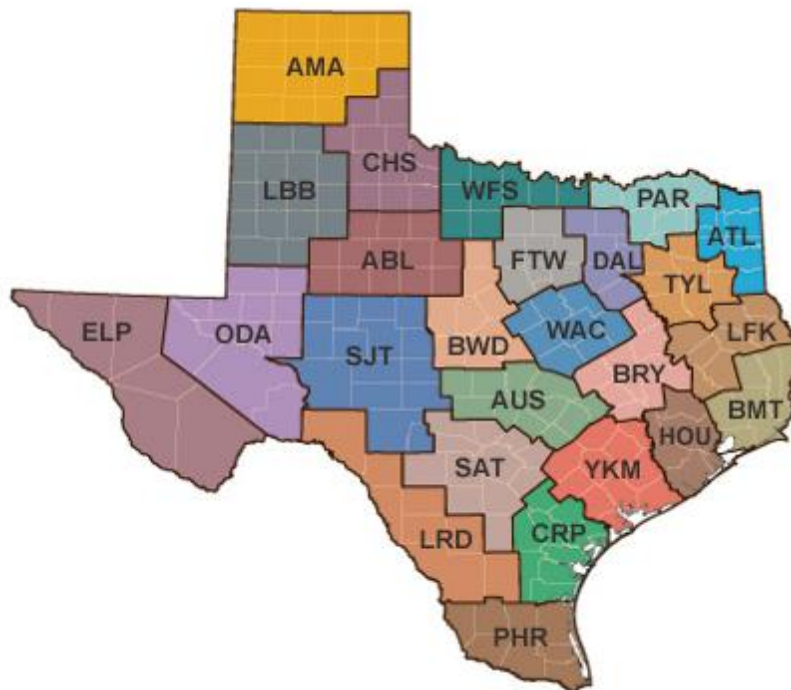 AMA
CHS
LBB
WFS
PAR
ATL
ABL
FTW
DAL
TYL
ELP
ODA
SJT
BWD
WAC
LFK
BRY
AUS
BMT
HOU
SAT
YKM
LRD
CRP
PHR